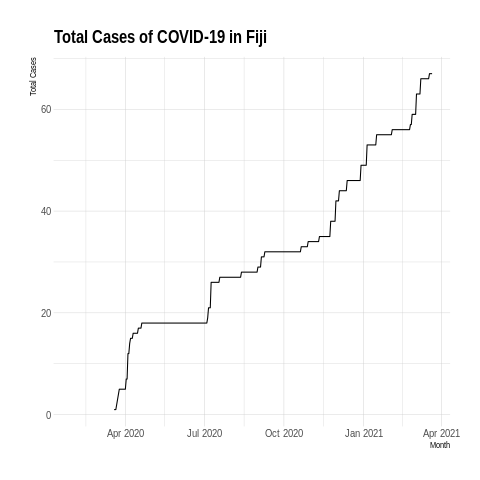 Total Cases of COVID-19 in Fiji
Total Cases
60
40
20
0
Apr 2020 Jul 2020 Oct 2020 Jan 2021 Apr 2021
Month